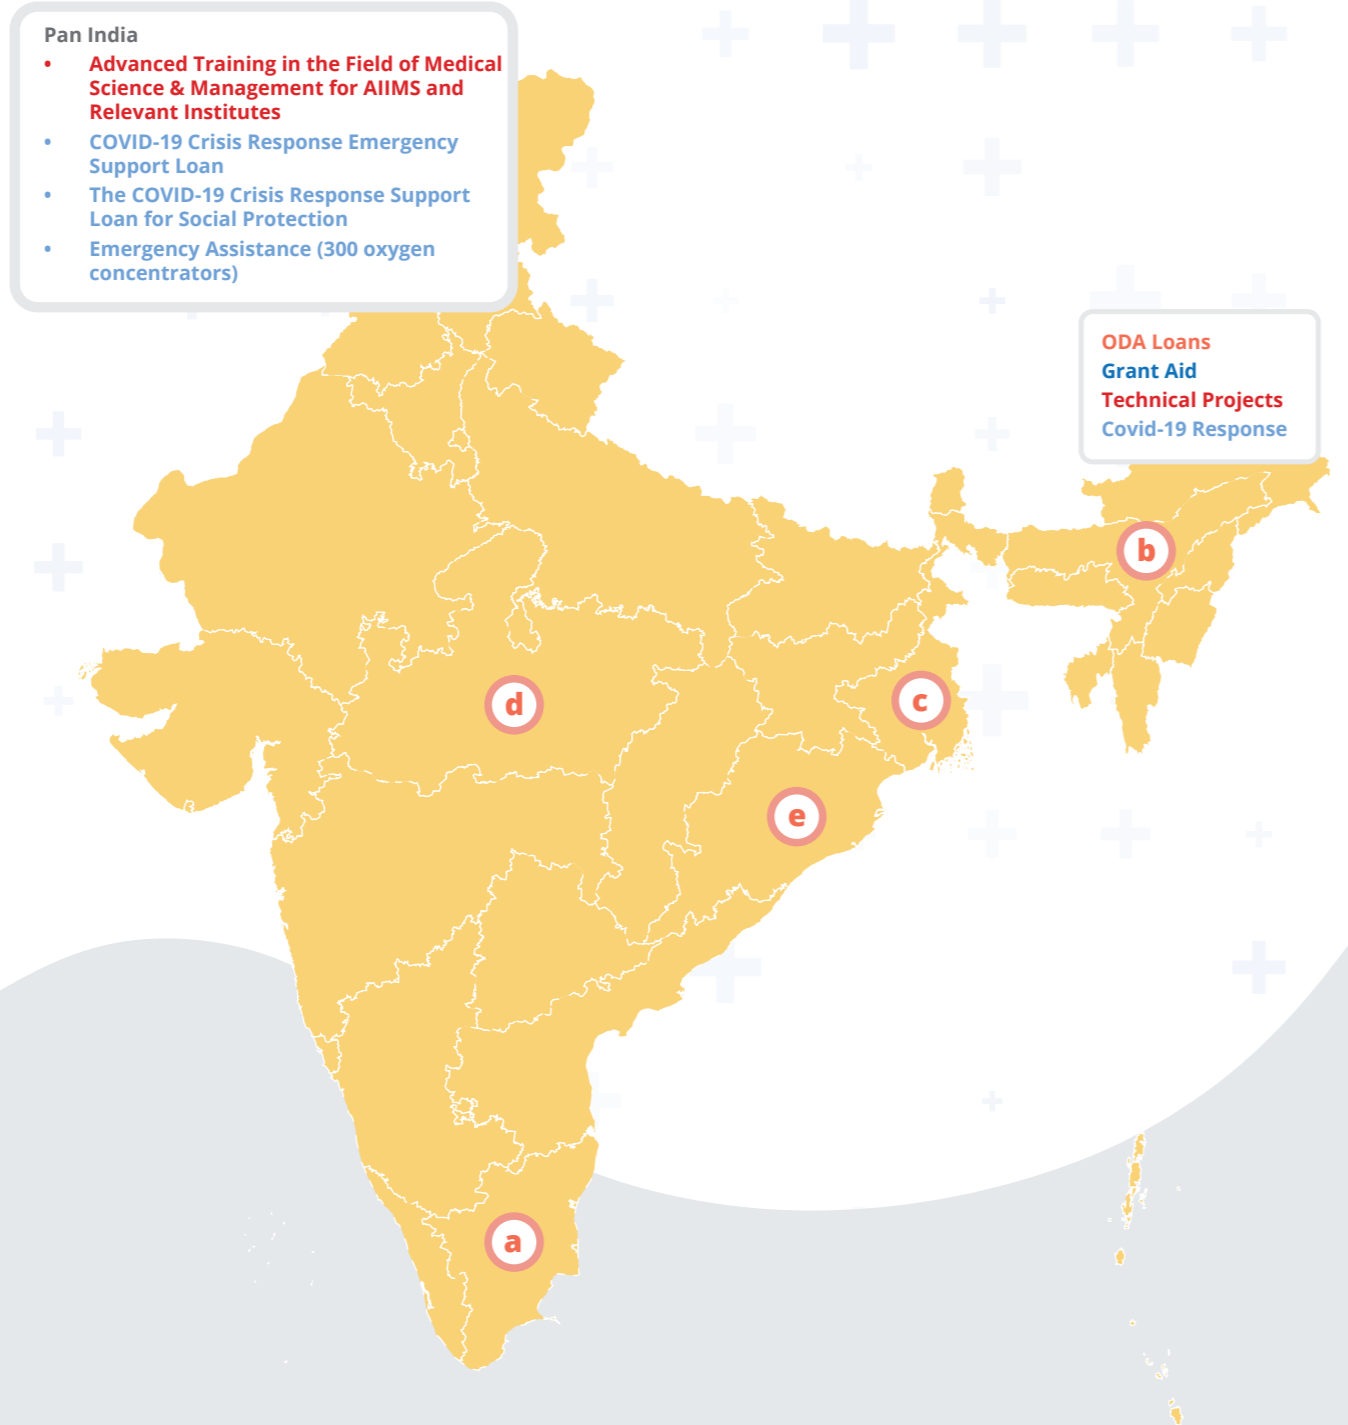 Pan India
• Advanced Training in the Field of Medical
Science & Management for AIIMS and
Relevant Institutes
• COVID-19 Crisis Response Emergency
Support Loan
• The COVID-19 Crisis Response Support
Loan for Social Protection
• Emergency Assistance (300 oxygen
concentrators)
ODA Loans
Grant Aid
Technical Projects
Covid-19 Response
b
d
c
e
a